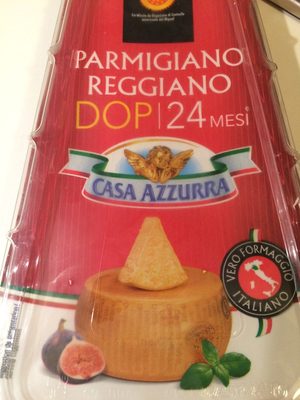 PARMIGIANO
REGGIANO
DOP | 24 MESI
CASA AZZURRA
VERO FORMAGGIO
ITALIANO